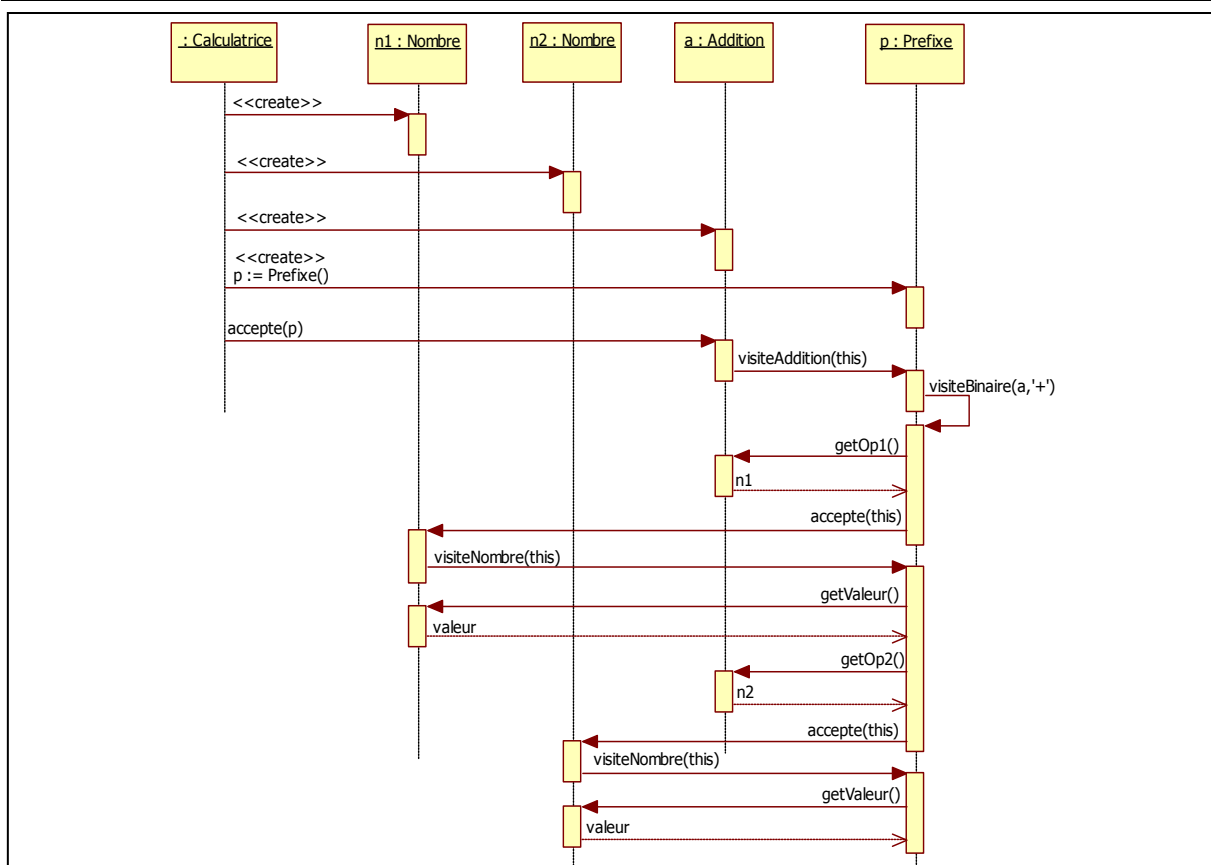 : Calculatrice
n1 : Nombre
n2 : Nombre
a : Addition
p : Prefixe
<<create>>
<<create>>
<<create>>
<<create>>
p := Prefixe()
accepte(p)
visiteAddition(this)
visiteBinaire(a,'+')
getOp1()
n1
accepte(this)
visiteNombre(this)
getValeur()
valeur
getOp2()
n2
accepte(this)
visiteNombre(this)
getValeur()
valeur